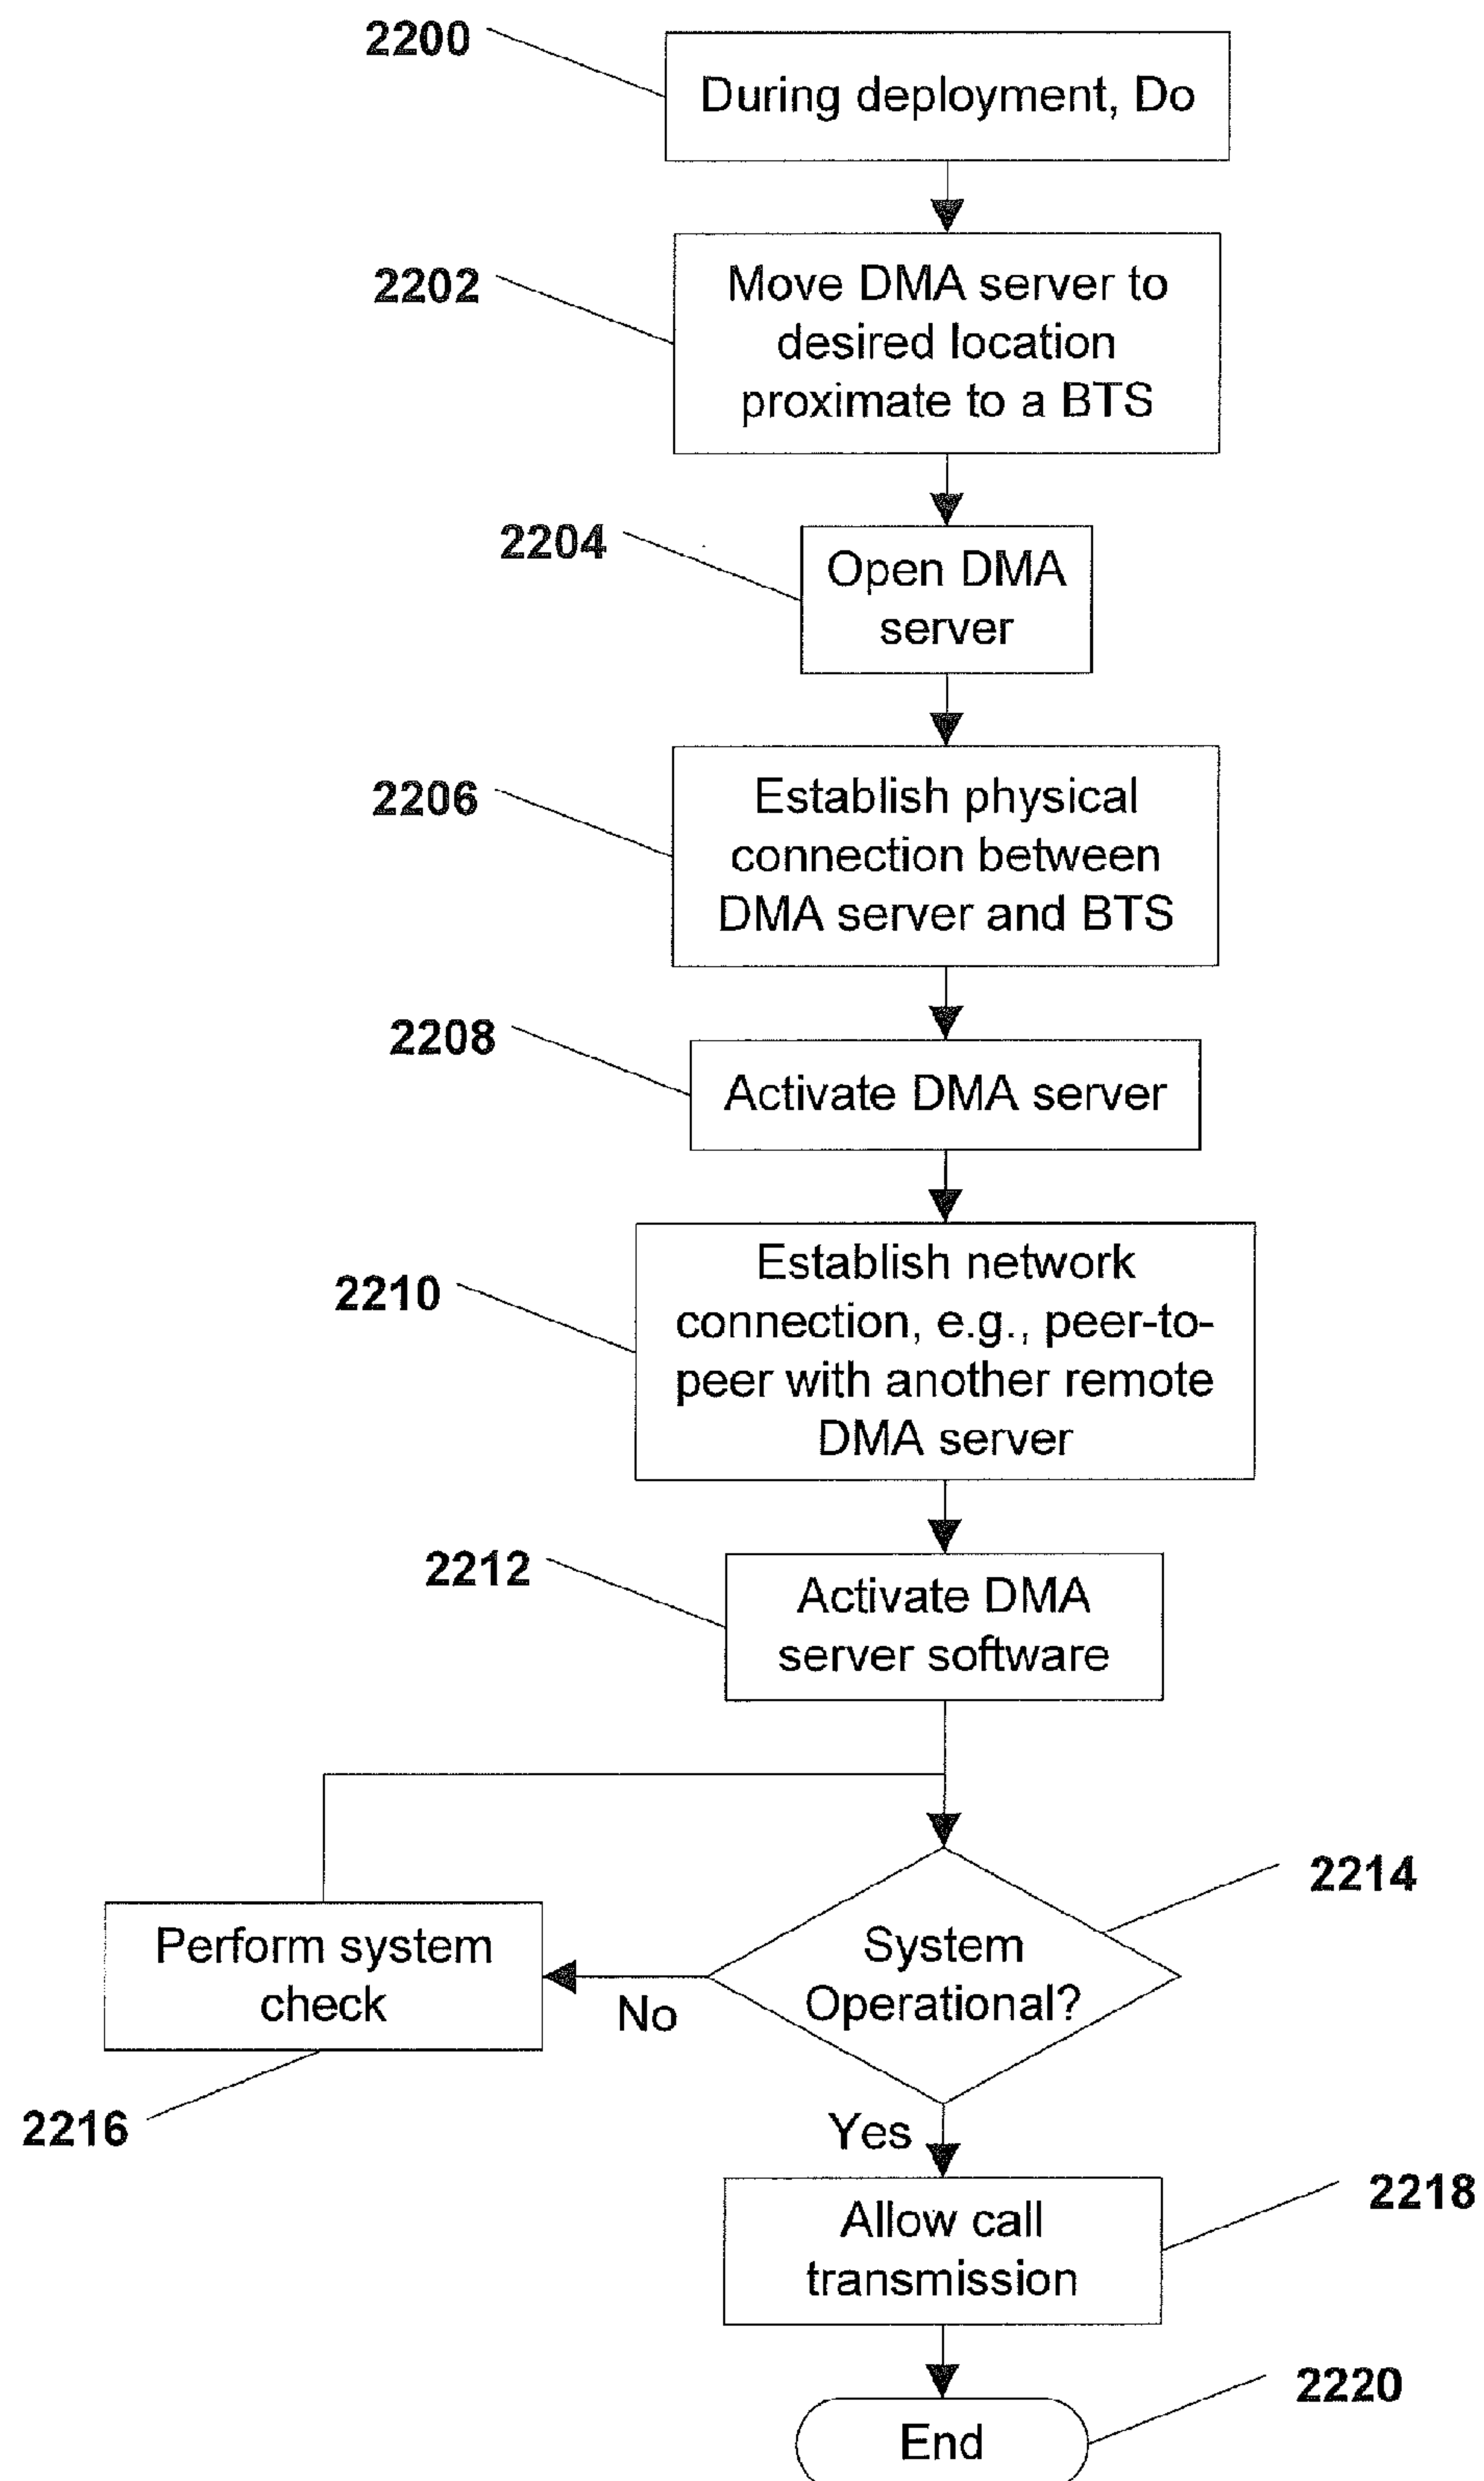 2200
During deployment, Do
2202
Move DMA server to
desired location
proximate to a BTS
2204
Open DMA
server
2206
Establish physical
connection between
DMA server and BTS
2208
Activate DMA server
2210
Establish network
connection, e.g., peer-to-
peer with another remote
DMA server
2212
Activate DMA
server software
2214
System
Operational?
Perform system
check
No
2216
Yes
2218
Allow call
transmission
2220
End